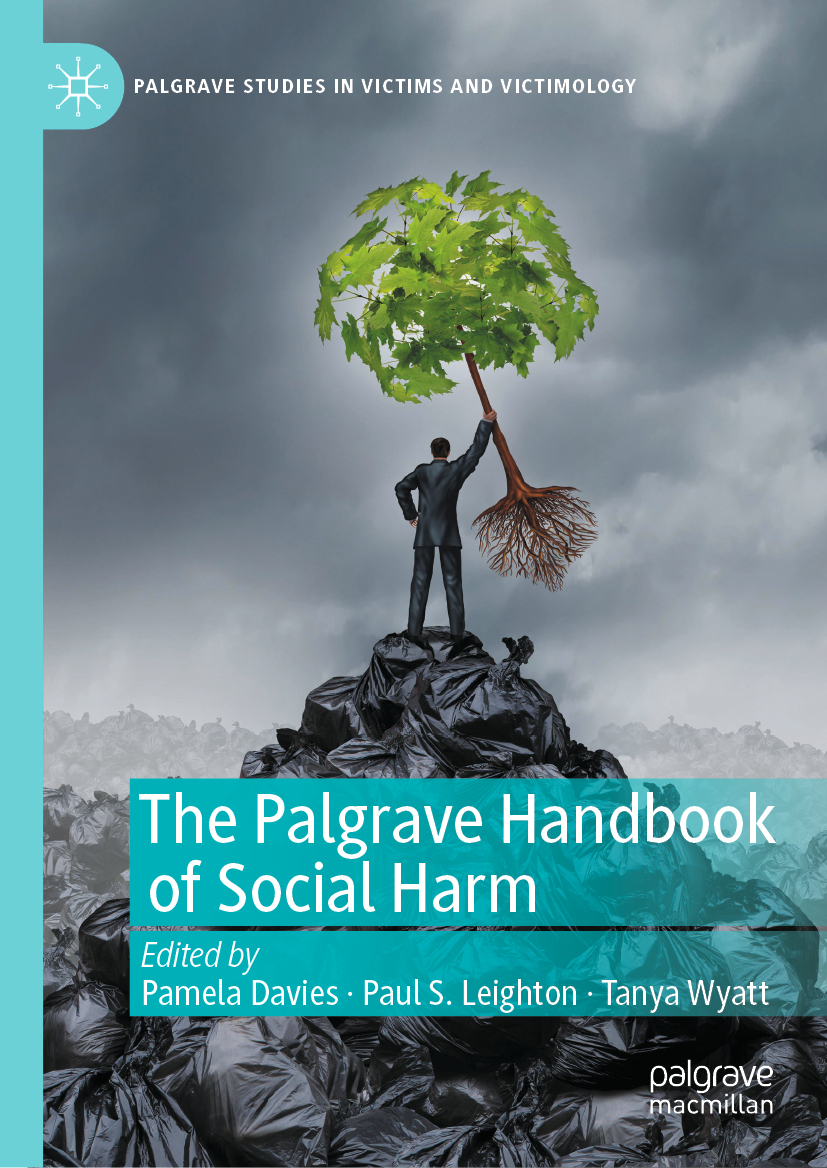 PALGRAVE STUDIES IN VICTIMS AND VICTIMOLOGY
The Palgrave Handbook
of Social Harm
Edited by
Pamela Davies · Paul S. Leighton · Tanya Wyatt
palgrave
macmillan